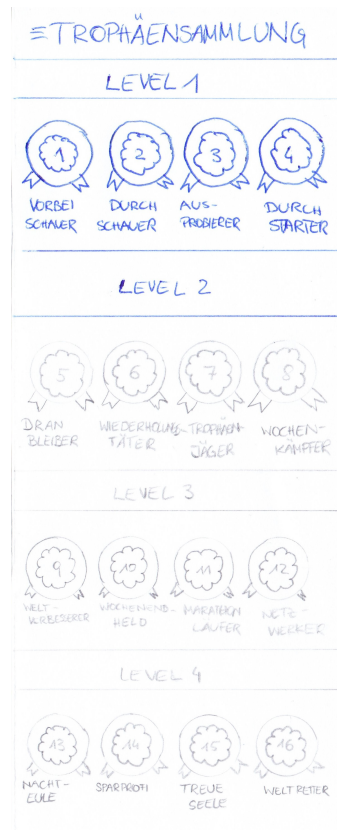 TROPHÄENSAMMLUNG
LEVEL 1
1 2 3 4
VORBEI DURCH AUS- DURCH
SCHAUER SCHAUER PROBIERER STARTER
LEVEL 2
5 6 7 8
DRAN WIEDERHOLUNGS- TROPHÄEN- WOCHEN-
BLEIBER TÄTER JÄGER KÄMPFER
LEVEL 3
9 10 11 12
WELT- WOCHENEND- MARATHON NETZ-
VERBESSERER HELD LÄUFER WERKER
LEVEL 4
13 14 15 16
NACHT- SPARPROFI TREUE WELTRETTER
EULE SEELE